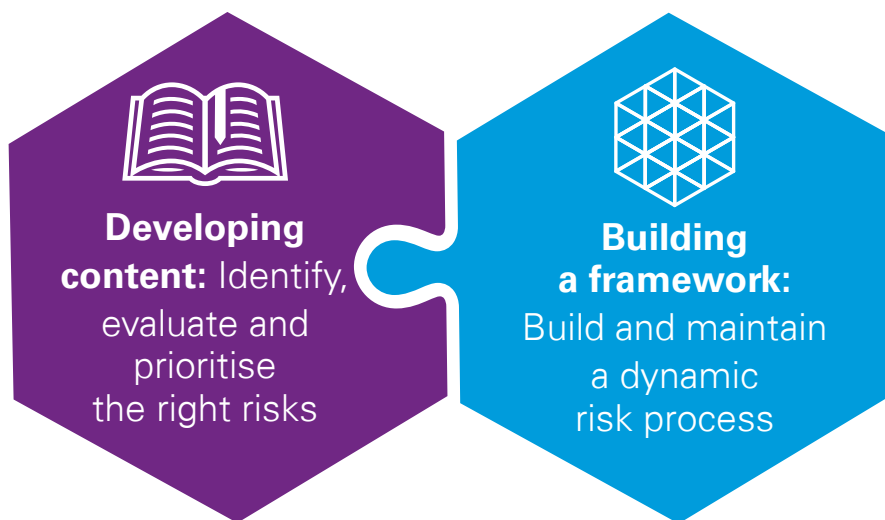 Developing
content: Identify,
evaluate and
prioritise
the right risks
Building
a framework:
Build and maintain
a dynamic
risk process